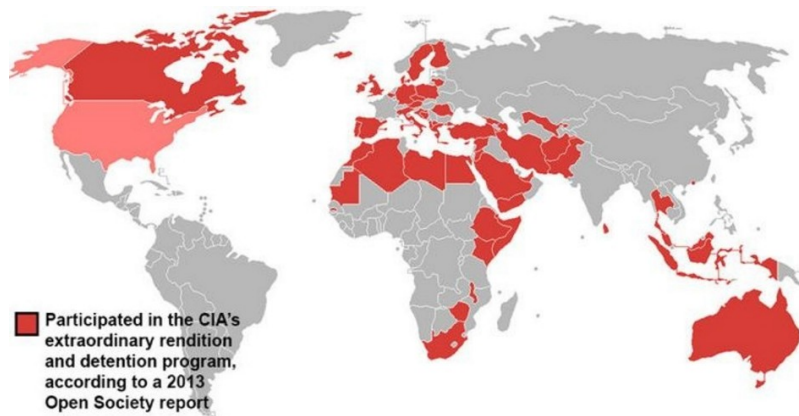 Participated in the CIA's
extraordinary rendition
and detention program,
according to a 2013
Open Society report